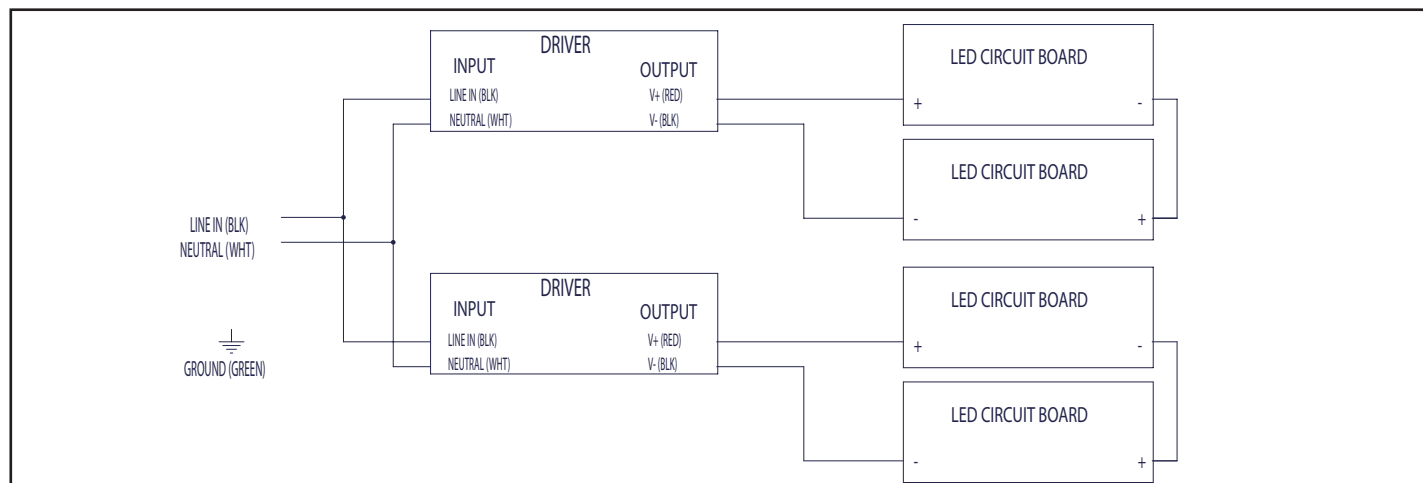 DRIVER
INPUT
OUTPUT
LINE IN (BLK)
V+ (RED)
NEUTRAL (WHT)
V- (BLK)
LED CIRCUIT BOARD
+
-
LED CIRCUIT BOARD
-
+
LINE IN (BLK)
NEUTRAL (WHT)
GROUND (GREEN)
DRIVER
INPUT
OUTPUT
LINE IN (BLK)
V+ (RED)
NEUTRAL (WHT)
V- (BLK)
LED CIRCUIT BOARD
+
-
LED CIRCUIT BOARD
-
+